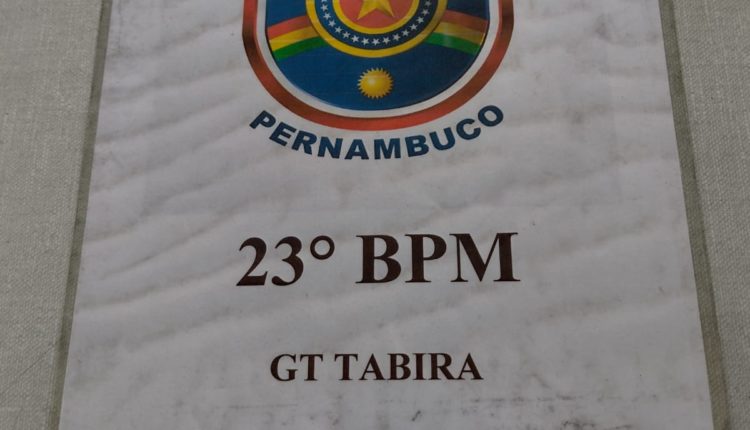 PERNAMBUCO
23° BPM
GT TABIRA